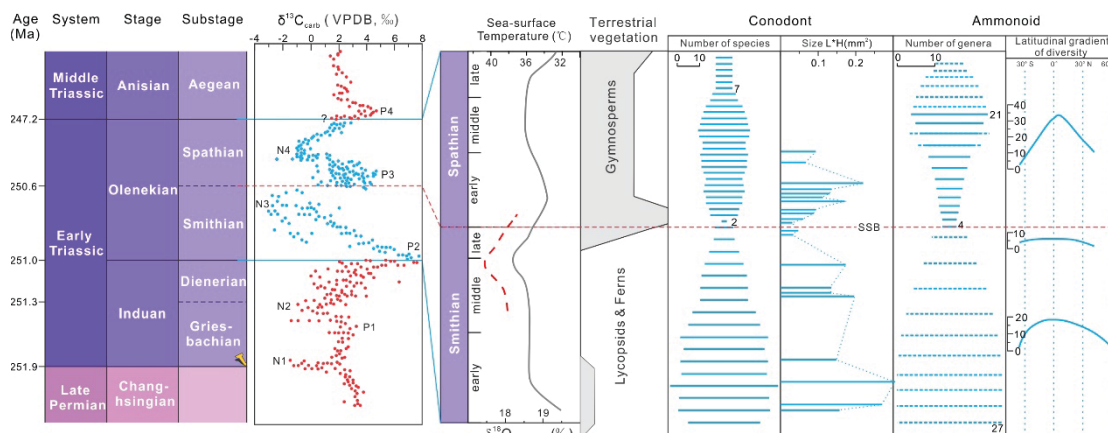 Age
(Ma)
System
Stage
Substage
δ¹³C carb ( VPDB, ‰)
-4 -2 0 2 4 6 8
Sea-surface
Temperature (℃)
40 36 32
Terrestrial
vegetation
Conodont
Number of species
0 10
Size L*H(mm²)
0.1 0.2
Ammonoid
Number of genera
0 10
Latitudinal gradient
of diversity
30° S 0° 30° N 60
Middle
Triassic
Anisian
Aegean
247.2
Early
Triassic
Olenekian
Spathian
250.6
Smithian
251.0
Induan
Dienerian
251.3
Gries-
bachian
251.9
Late
Permian
Chang-
hsingian
P4
?
N4
P3
N3
P2
N2
P1
N1
Spathian
late
middle
early
Smithian
late
middle
early
18 19
δ¹⁸O
Gymnosperms
Lycopsids & Ferns
7
2
SSB
21
4
27
40
30
20
10
0
10
0
20
10
0